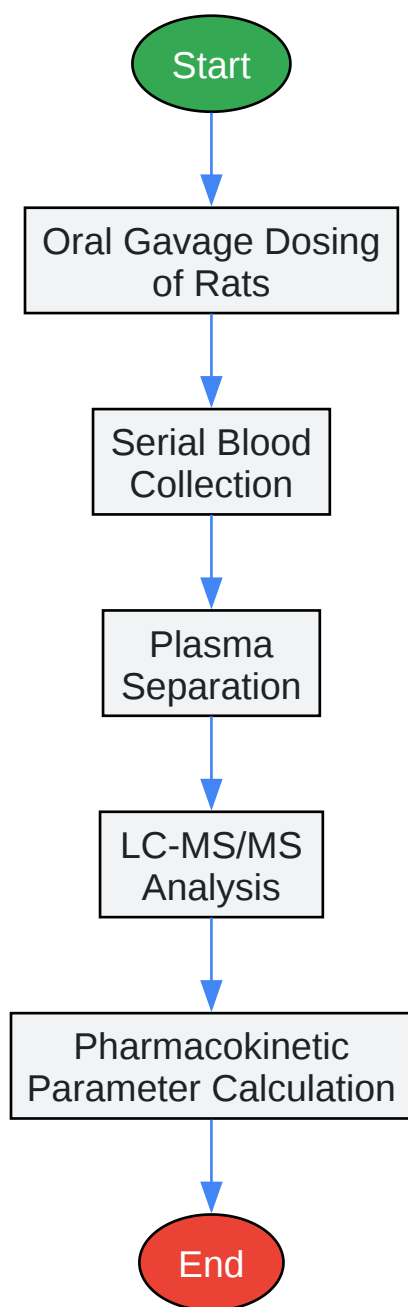 Start
Oral Gavage Dosing
of Rats
Serial Blood
Collection
Plasma
Separation
LC-MS/MS
Analysis
Pharmacokinetic
Parameter Calculation
End